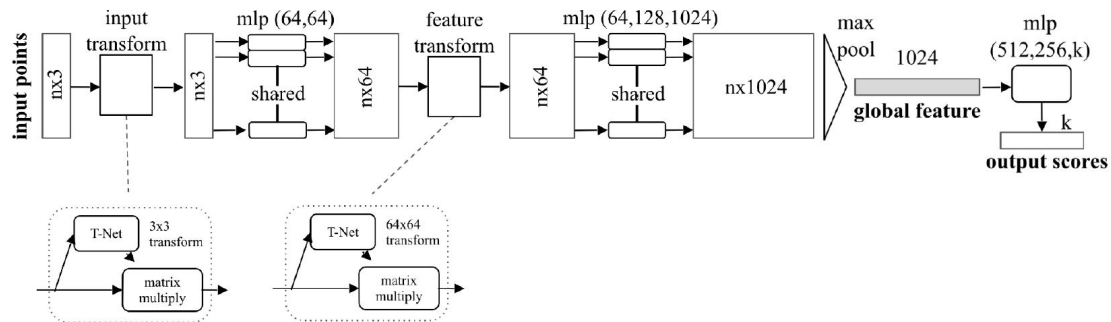 input points
nx3
input
transform
nx3
mlp (64,64)
shared
nx64
feature
transform
nx64
mlp (64,128,1024)
shared
nx1024
max
pool
1024
global feature
mlp
(512,256,k)
k
output scores
T-Net
3x3
transform
matrix
multiply
T-Net
64x64
transform
matrix
multiply